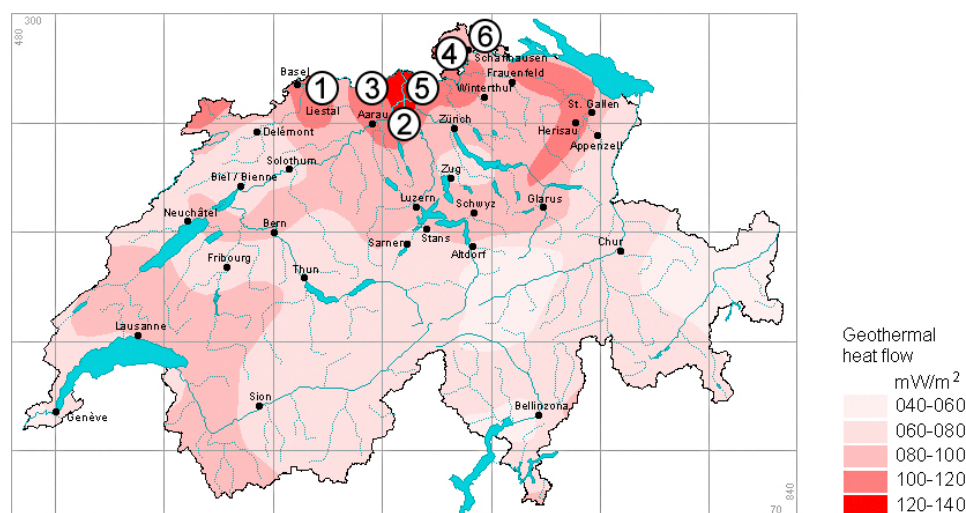 300
480
6
4
Schaffhausen
Basel
1
3
5
Frauenfeld
Winterthur
Liestal
Aarau
2
St. Gallen
Zürich
Herisau
Delémont
Appenzell
Solothurn
Biel / Bienne
Zug
Luzern
Schwyz
Glarus
Neuchâtel
Bern
Stans
Sarnen
Altdorf
Chur
Fribourg
Thun
Lausanne
Sion
Bellinzona
Genève
840
70
Geothermal
heat flow
mW/m²
040-060
060-080
080-100
100-120
120-140